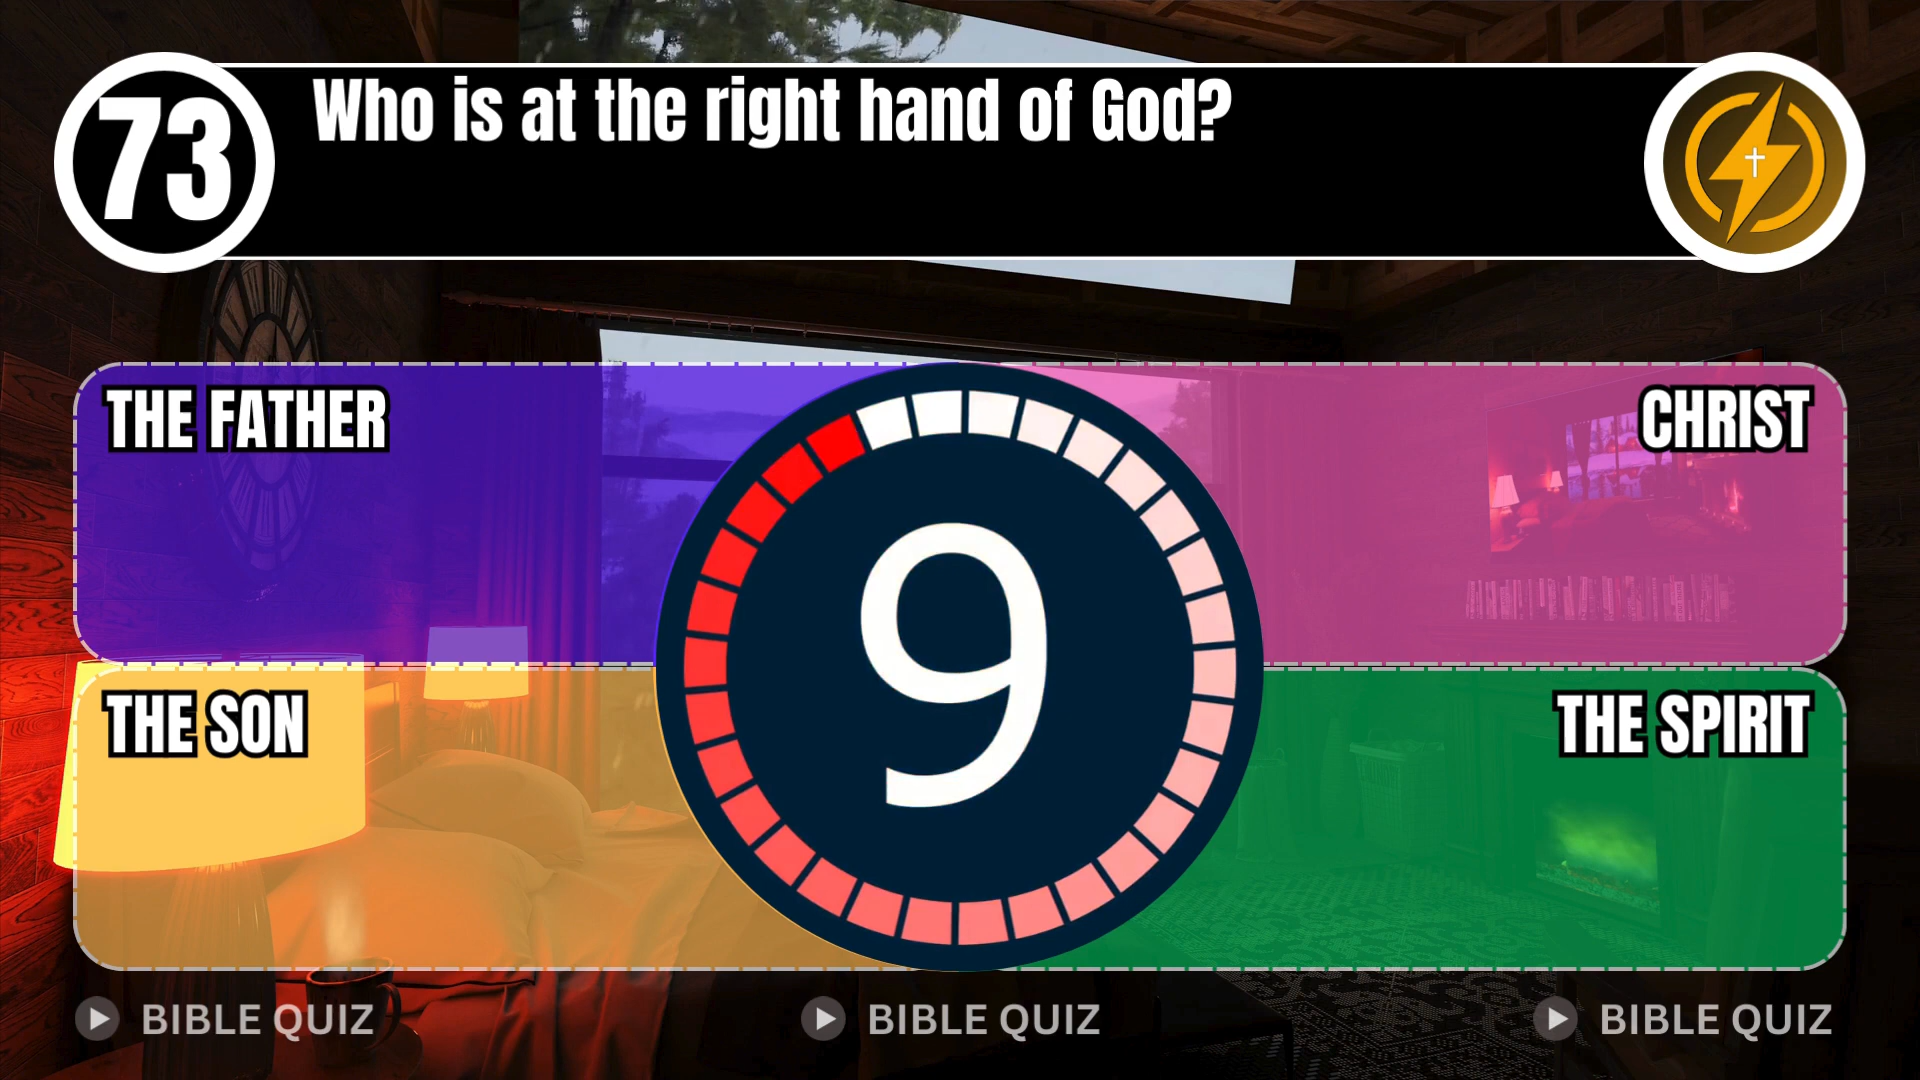 73
Who is at the right hand of God?
THE FATHER
CHRIST
9
THE SON
THE SPIRIT
BIBLE QUIZ
BIBLE QUIZ
BIBLE QUIZ